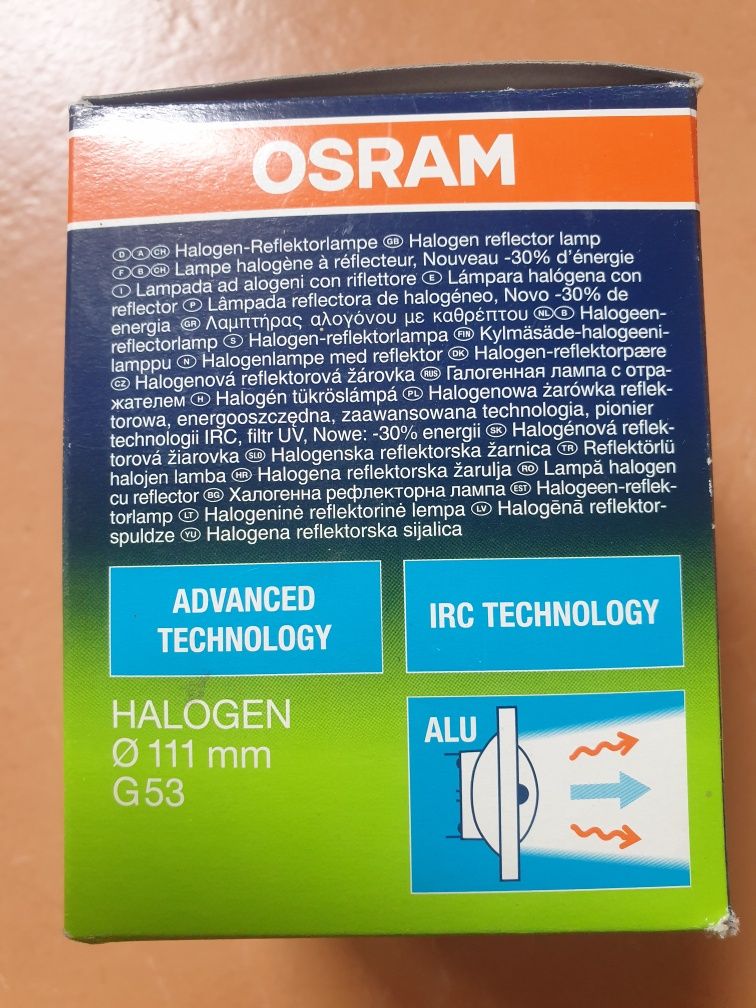 OSRAM
D A CH Halogen-Reflektorlampe GB Halogen reflector lamp
F B CH Lampe halogène à réflecteur, Nouveau -30% d'énergie
I Lampada ad alogeni con riflettore E Lámpara halógena con
reflector P Lâmpada reflectora de halogéneo, Novo -30% de
energia GR Λαμπτήρας αλογόνου με καθρέπτου NL B Halogeen-
reflectorlamp S Halogen-reflektorlampa FIN Kylmäsäde-halogeeni-
lamppu N Halogenlampe med reflektor DK Halogen-reflektorpære
CZ Halogenová reflektorová žárovka RUS Галогенная лампа с отра-
жателем H Halogén tükröslámpá PL Halogenowa żarówka reflek-
torowa, energooszczędna, zaawansowana technologia, pionier
technologii IRC, filtr UV, Nowe: -30% energii SK Halogénová reflek-
torová žiarovka SLO Halogenska reflektorska žarnica TR Reflektörlü
halojen lamba HR Halogena reflektorska žarulja RO Lampă halogen
cu reflector BG Халогенна рефлекторна лампа EST Halogeen-reflek-
torlamp LT Halogeninė reflektorinė lempa LV Halogēnā reflektor-
spuldze YU Halogena reflektorska sijalica
ADVANCED
TECHNOLOGY
IRC TECHNOLOGY
HALOGEN
Ø 111 mm
G53
ALU